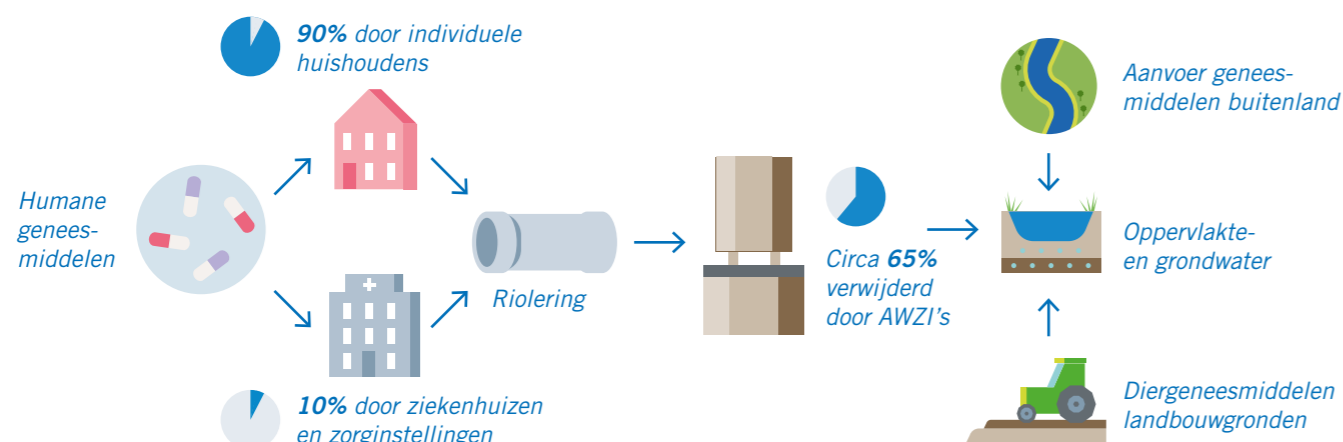 90% door individuele
huishoudens
Humane
genees-
middelen
10% door ziekenhuizen
en zorginstellingen
Riolering
Circa 65%
verwijderd
door AWZI's
Aanvoer genees-
middelen buitenland
Oppervlakte-
en grondwater
Diergeneesmiddelen
landbouwgronden